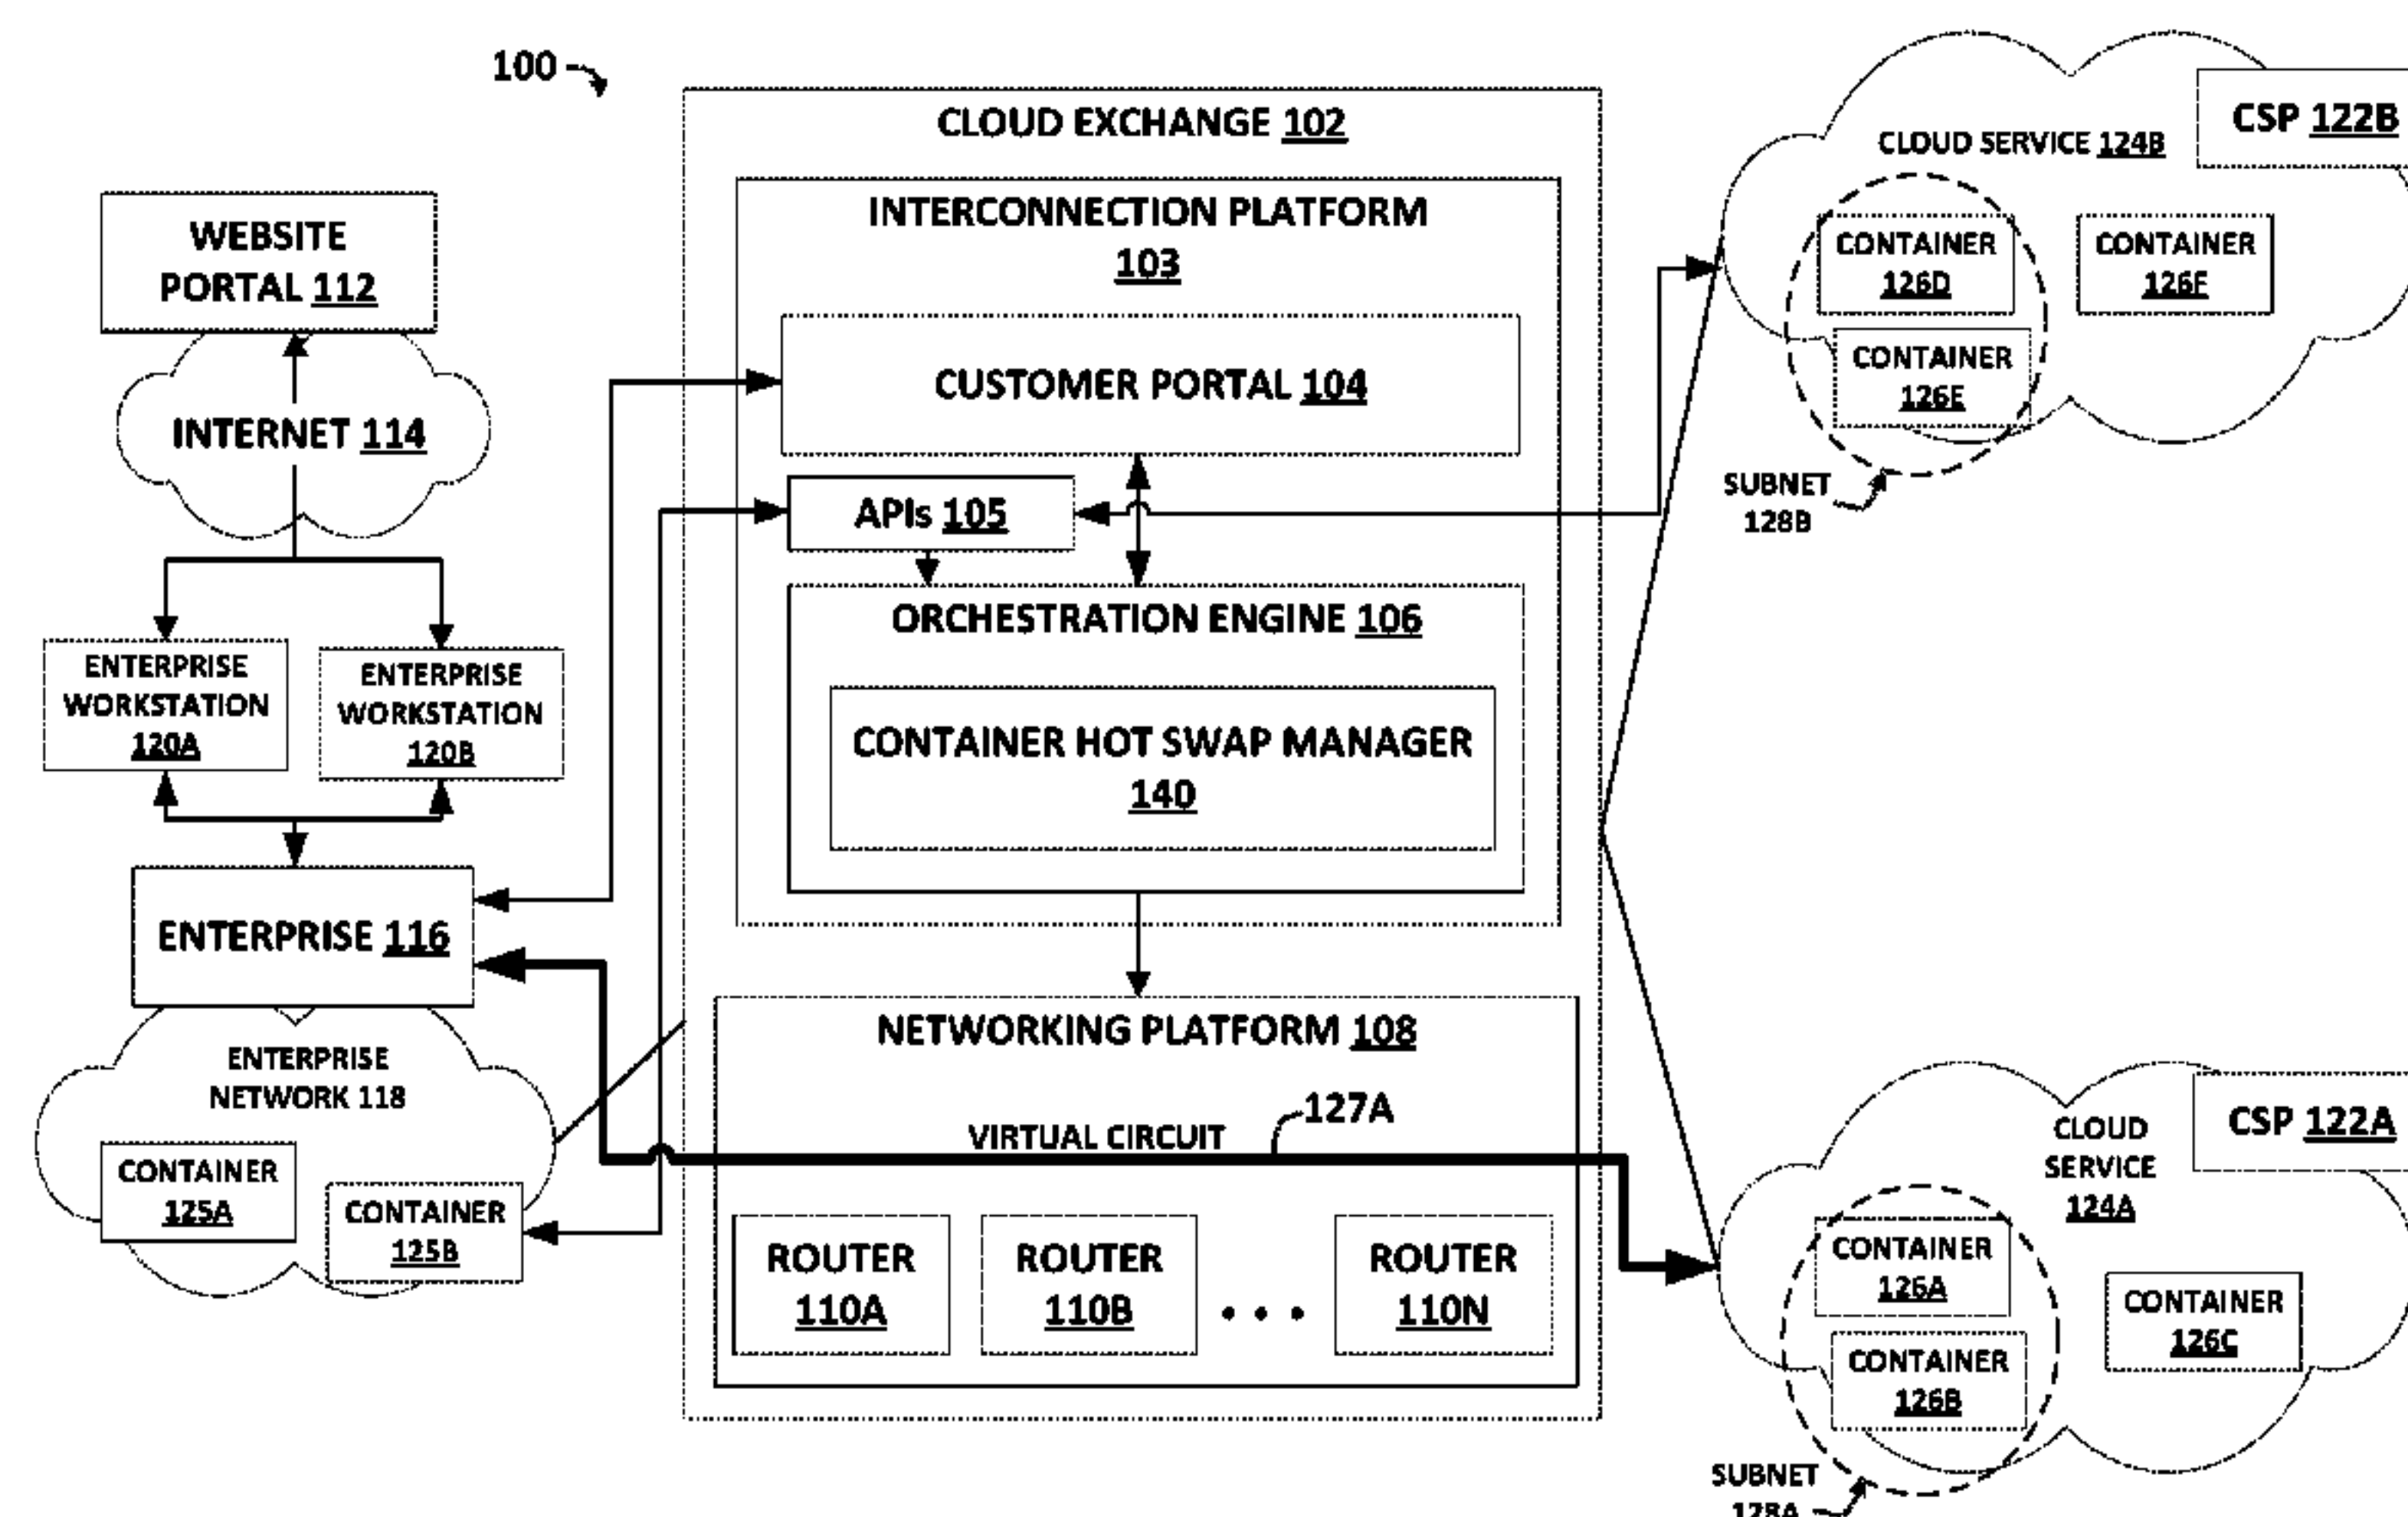 100
CLOUD EXCHANGE 102
INTERCONNECTION PLATFORM
103
CUSTOMER PORTAL 104
APIs 105
ORCHESTRATION ENGINE 106
CONTAINER HOT SWAP MANAGER
140
NETWORKING PLATFORM 108
127A
VIRTUAL CIRCUIT
ROUTER
110A
ROUTER
110B
• • •
ROUTER
110N
WEBSITE
PORTAL 112
INTERNET 114
ENTERPRISE
WORKSTATION
120A
ENTERPRISE
WORKSTATION
120B
ENTERPRISE 116
ENTERPRISE
NETWORK 118
CONTAINER
125A
CONTAINER
125B
CSP 122B
CLOUD SERVICE 124B
CONTAINER
126D
CONTAINER
126E
CONTAINER
126E
SUBNET
128B
CSP 122A
CLOUD
SERVICE
124A
CONTAINER
126A
CONTAINER
126B
CONTAINER
126C
SUBNET
128A